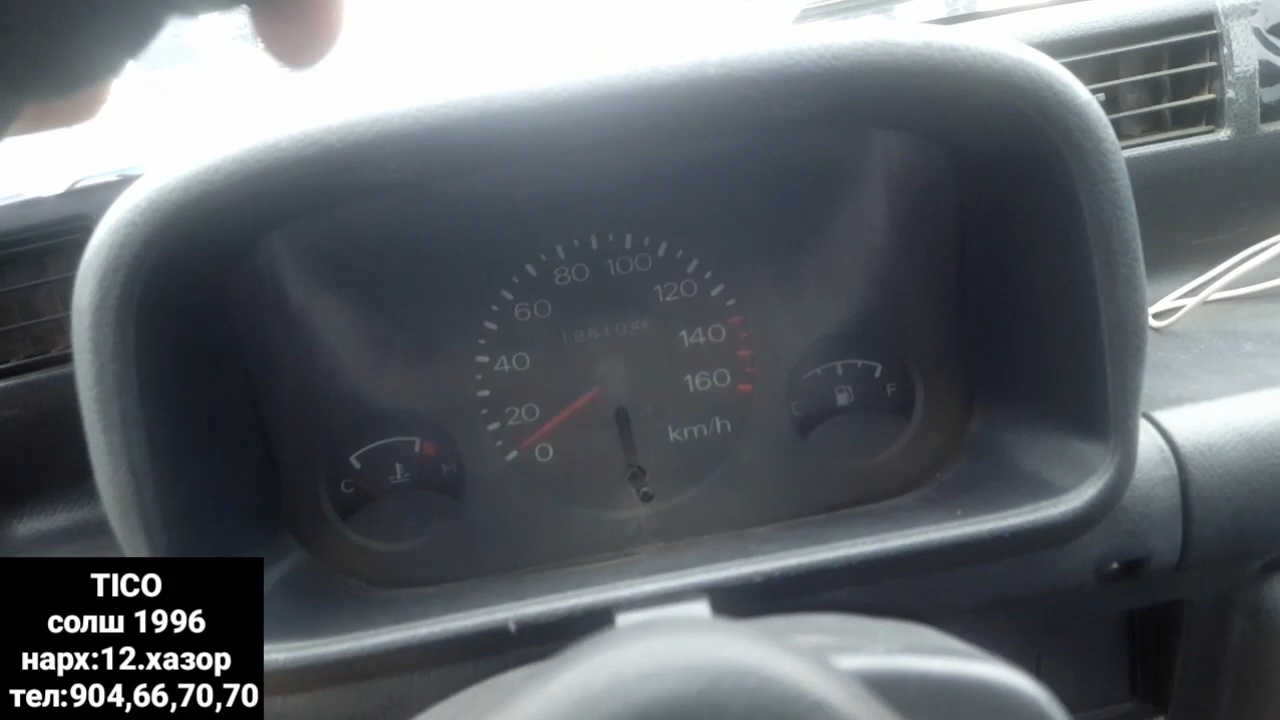 80 100
60 120
40 140
20 160
0 km/h
C H
E F
TICO
солш 1996
нарх:12.хазор
тел:904,66,70,70